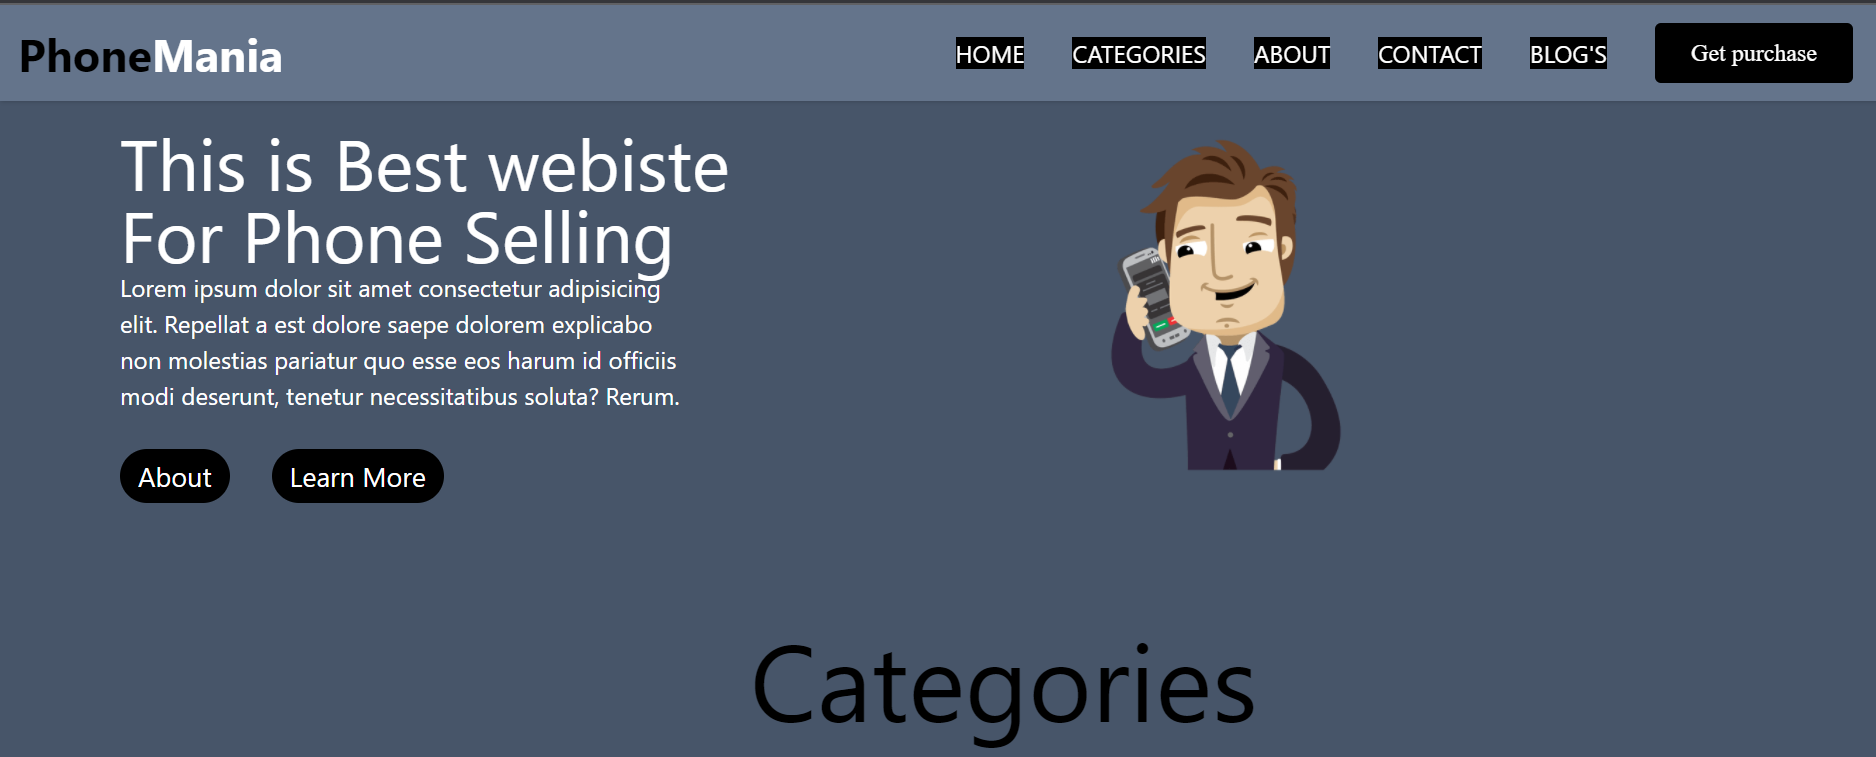 PhoneMania
HOME CATEGORIES ABOUT CONTACT BLOG'S Get purchase
This is Best webiste
For Phone Selling
Lorem ipsum dolor sit amet consectetur adipisicing
elit. Repellat a est dolore saepe dolorem explicabo
non molestias pariatur quo esse eos harum id officiis
modi deserunt, tenetur necessitatibus soluta? Rerum.
About Learn More
Categories